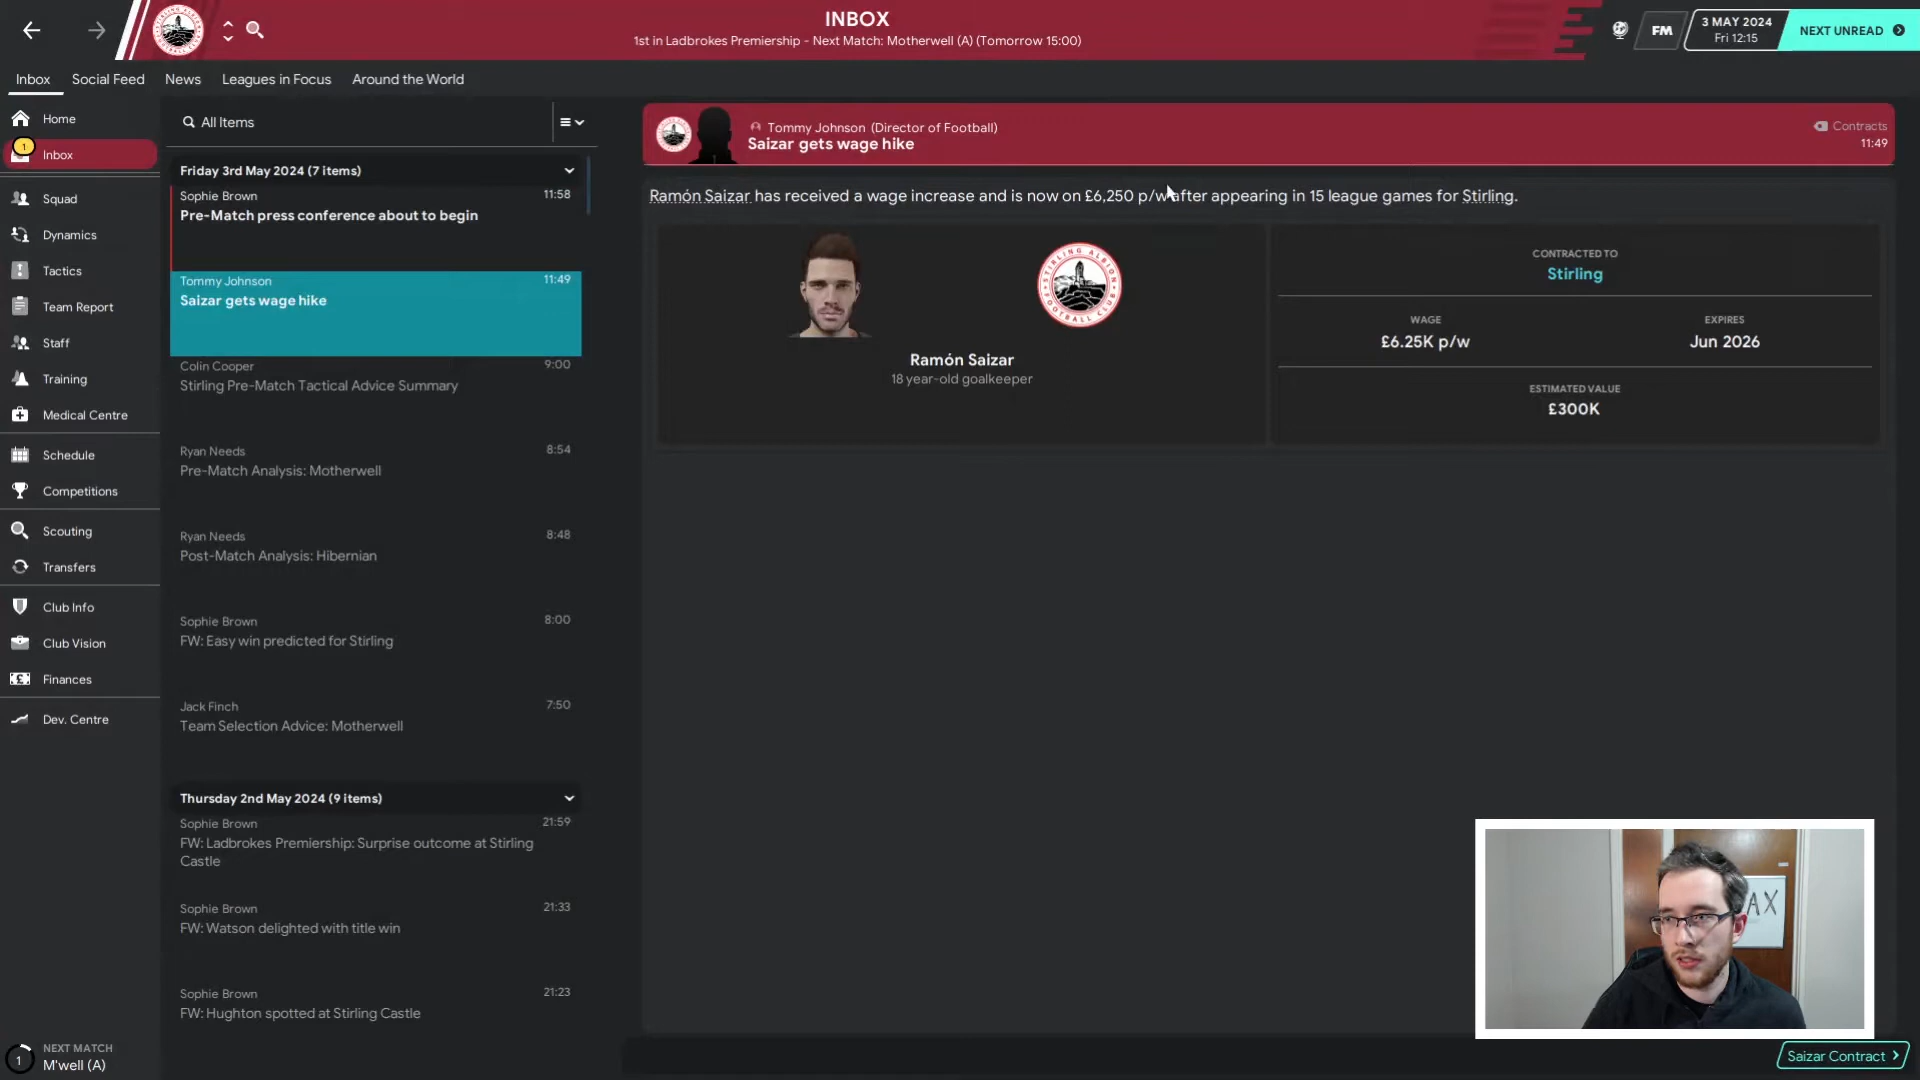 INBOX
1st in Ladbrokes Premiership - Next Match: Motherwell (A) (Tomorrow 15:00)
FM
3 MAY 2024
Fri 12:15
NEXT UNREAD
Inbox
Social Feed
News
Leagues in Focus
Around the World
Home
1
Inbox
Squad
Dynamics
Tactics
Team Report
Staff
Training
Medical Centre
Schedule
Competitions
Scouting
Transfers
Club Info
Club Vision
Finances
Dev. Centre
1
NEXT MATCH
M'well (A)
All Items
Friday 3rd May 2024 (7 items)
Sophie Brown 11:58
Pre-Match press conference about to begin
Tommy Johnson 11:49
Saizar gets wage hike
Colin Cooper 9:00
Stirling Pre-Match Tactical Advice Summary
Ryan Needs 8:54
Pre-Match Analysis: Motherwell
Ryan Needs 8:48
Post-Match Analysis: Hibernian
Sophie Brown 8:00
FW: Easy win predicted for Stirling
Jack Finch 7:50
Team Selection Advice: Motherwell
Thursday 2nd May 2024 (9 items)
Sophie Brown 21:59
FW: Ladbrokes Premiership: Surprise outcome at Stirling
Castle
Sophie Brown 21:33
FW: Watson delighted with title win
Sophie Brown 21:23
FW: Hughton spotted at Stirling Castle
Tommy Johnson (Director of Football)
Saizar gets wage hike
Contracts
11:49
Ramón Saizar has received a wage increase and is now on £6,250 p/w after appearing in 15 league games for Stirling.
STIRLING ALBION
FOOTBALL CLUB
Ramón Saizar
18 year-old goalkeeper
CONTRACTED TO
Stirling
WAGE
£6.25K p/w
EXPIRES
Jun 2026
ESTIMATED VALUE
£300K
AX
Saizar Contract